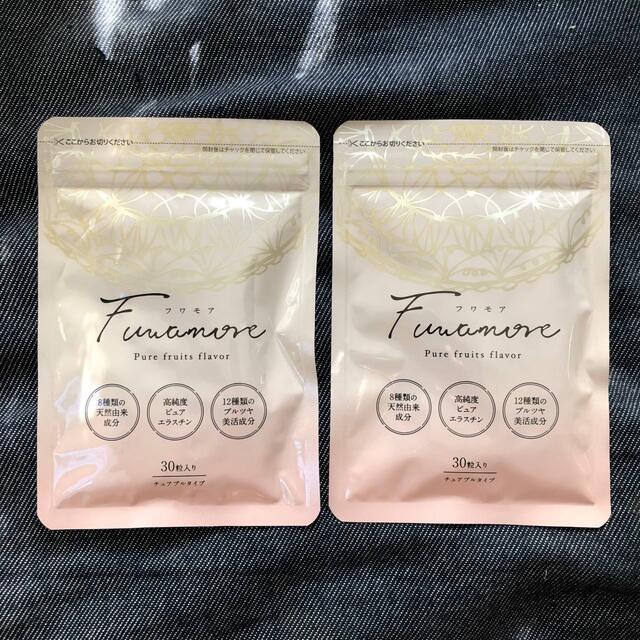 ここからお切りください
開封後はチャックを閉じて保管してください
フワモア
Fuwamore
Pure fruits flavor
8種類の
天然由来
成分
高純度
ピュア
エラスチン
12種類の
プルツヤ
美活成分
30粒入り
チュアブルタイプ
ここからお切りください
開封後はチャックを閉じて保管してください
フワモア
Fuwamore
Pure fruits flavor
8種類の
天然由来
成分
高純度
ピュア
エラスチン
12種類の
プルツヤ
美活成分
30粒入り
チュアブルタイプ